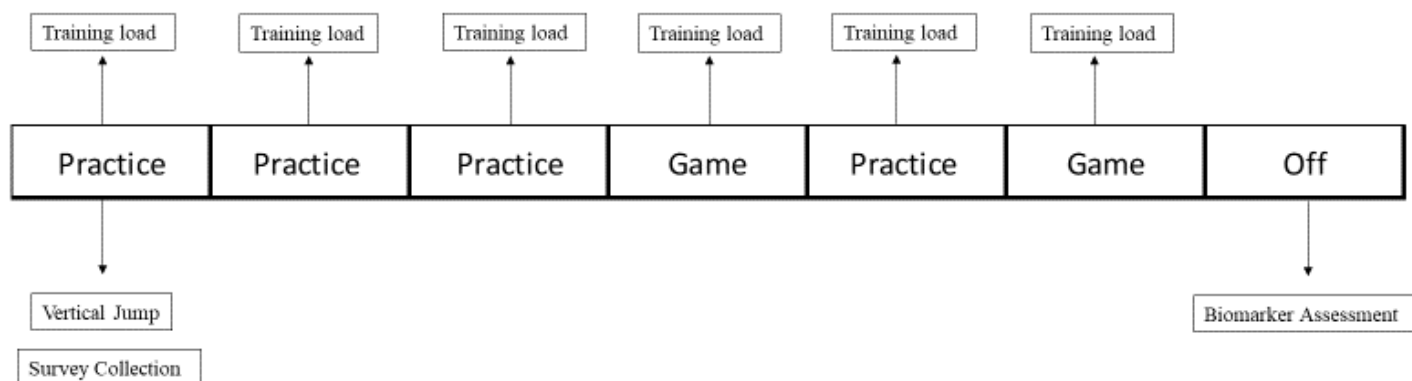 Training load Training load Training load Training load Training load Training load
Practice Practice Practice Game Practice Game Off
Vertical Jump Biomarker Assessment
Survey Collection